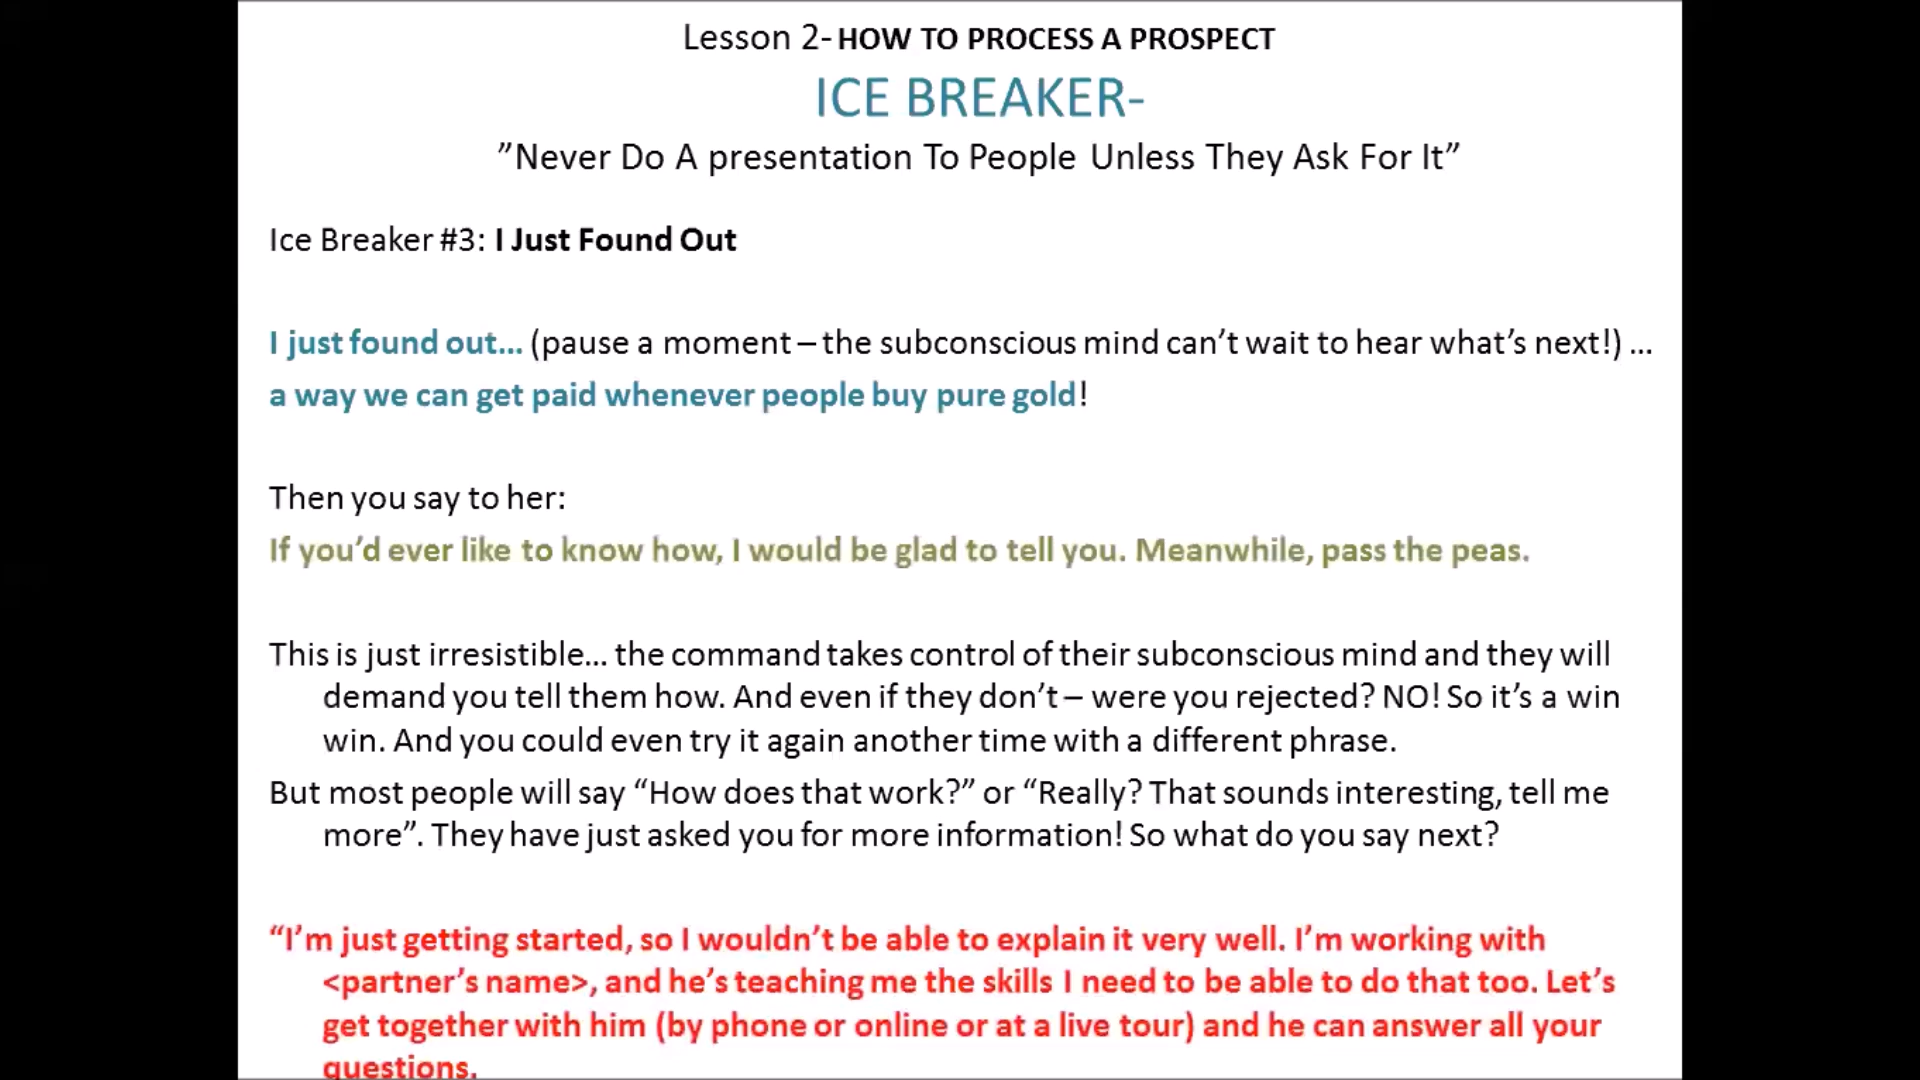 Lesson 2- HOW TO PROCESS A PROSPECT
ICE BREAKER-
”Never Do A presentation To People Unless They Ask For It”
Ice Breaker #3: I Just Found Out
I just found out... (pause a moment – the subconscious mind can’t wait to hear what’s next!) ...
a way we can get paid whenever people buy pure gold!
Then you say to her:
If you’d ever like to know how, I would be glad to tell you. Meanwhile, pass the peas.
This is just irresistible... the command takes control of their subconscious mind and they will
demand you tell them how. And even if they don’t – were you rejected? NO! So it’s a win
win. And you could even try it again another time with a different phrase.
But most people will say “How does that work?” or “Really? That sounds interesting, tell me
more”. They have just asked you for more information! So what do you say next?
“I’m just getting started, so I wouldn’t be able to explain it very well. I’m working with
<partner’s name>, and he’s teaching me the skills I need to be able to do that too. Let’s
get together with him (by phone or online or at a live tour) and he can answer all your
questions.